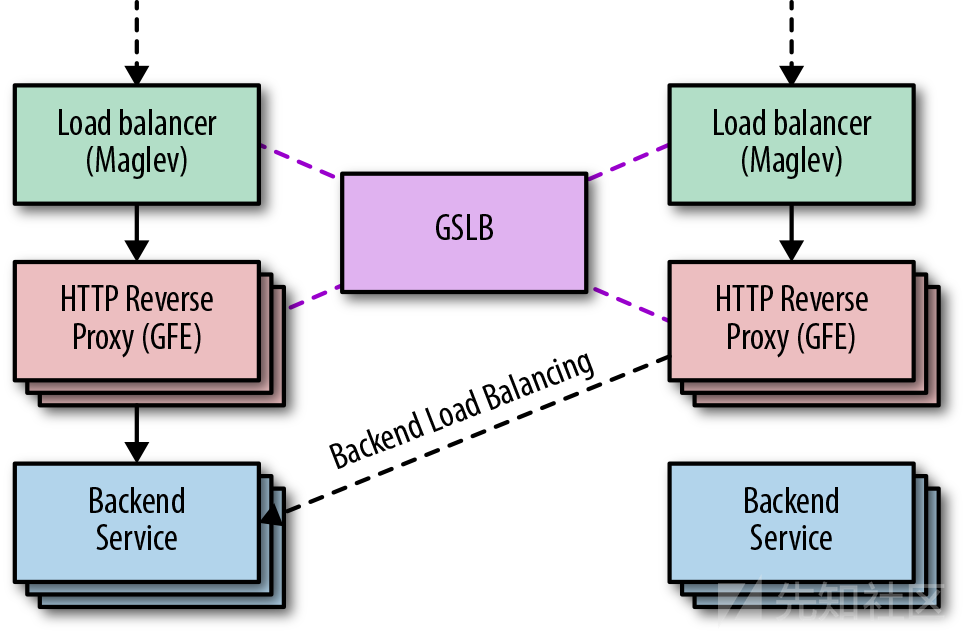 Load balancer
(Maglev)
Load balancer
(Maglev)
GSLB
HTTP Reverse
Proxy (GFE)
HTTP Reverse
Proxy (GFE)
Backend Load Balancing
Backend
Service
Backend
Service
先知社区